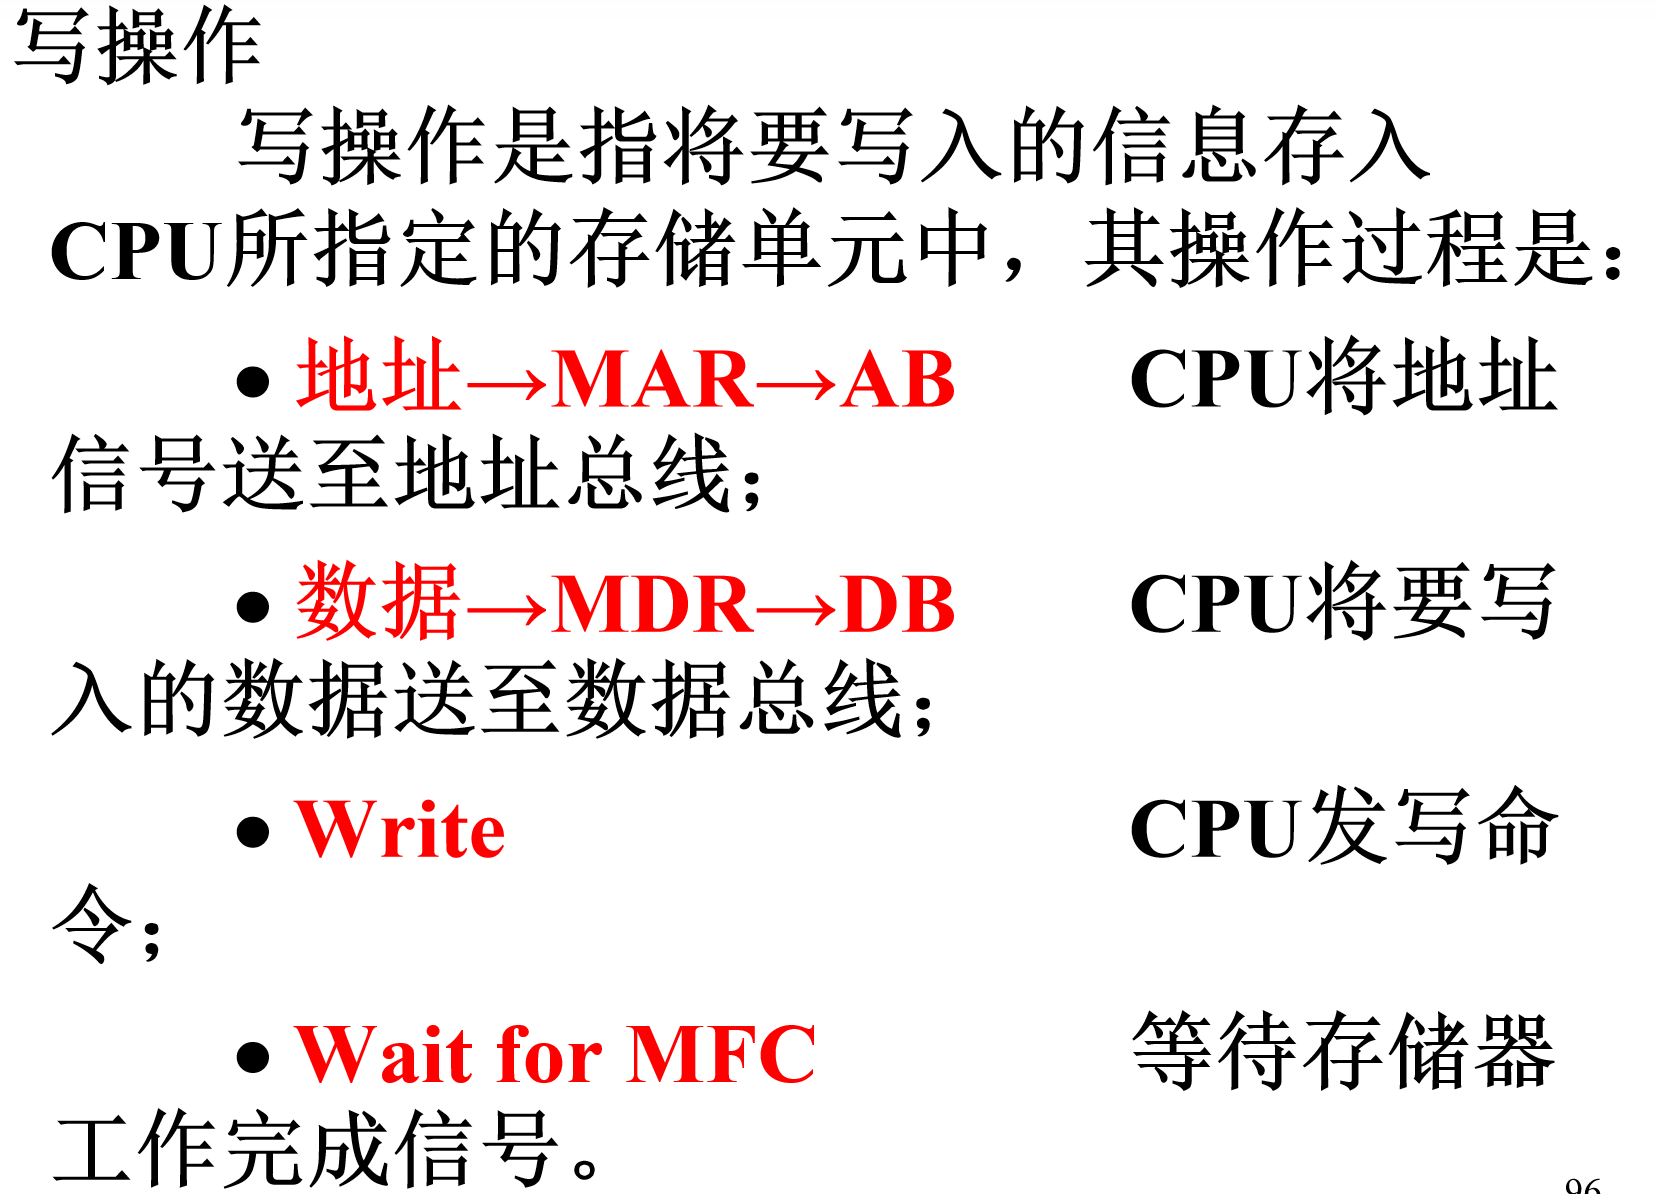 写操作
写操作是指将要写入的信息存入
CPU所指定的存储单元中，其操作过程是：
• 地址→MAR→AB CPU将地址
信号送至地址总线；
• 数据→MDR→DB CPU将要写
入的数据送至数据总线；
• Write CPU发写命
令；
• Wait for MFC 等待存储器
工作完成信号。
96